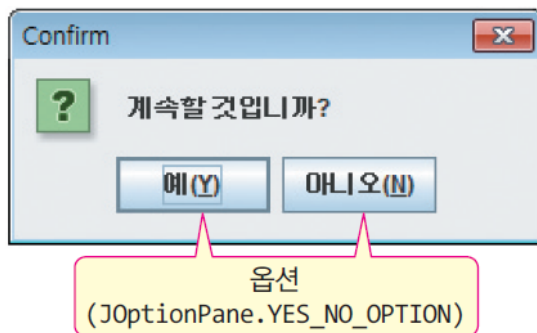 Confirm
?
계속할 것입니까?
예(Y)
아니오(N)
옵션
(JOptionPane.YES_NO_OPTION)